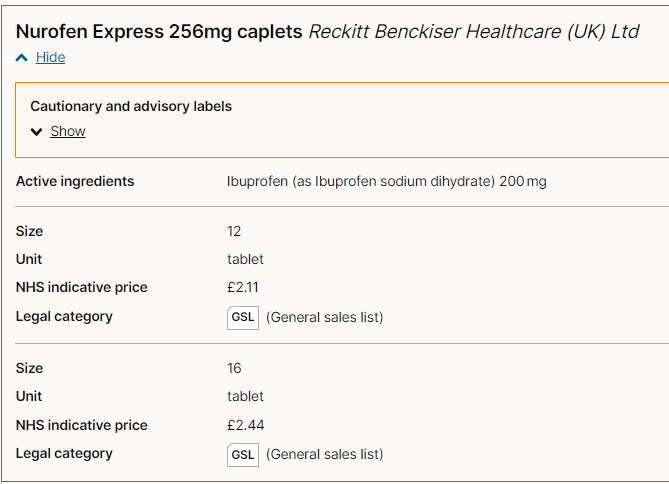 Nurofen Express 256mg caplets Reckitt Benckiser Healthcare (UK) Ltd
Hide
Cautionary and advisory labels
Show
Active ingredients Ibuprofen (as Ibuprofen sodium dihydrate) 200 mg
Size 12
Unit tablet
NHS indicative price £2.11
Legal category GSL (General sales list)
Size 16
Unit tablet
NHS indicative price £2.44
Legal category GSL (General sales list)